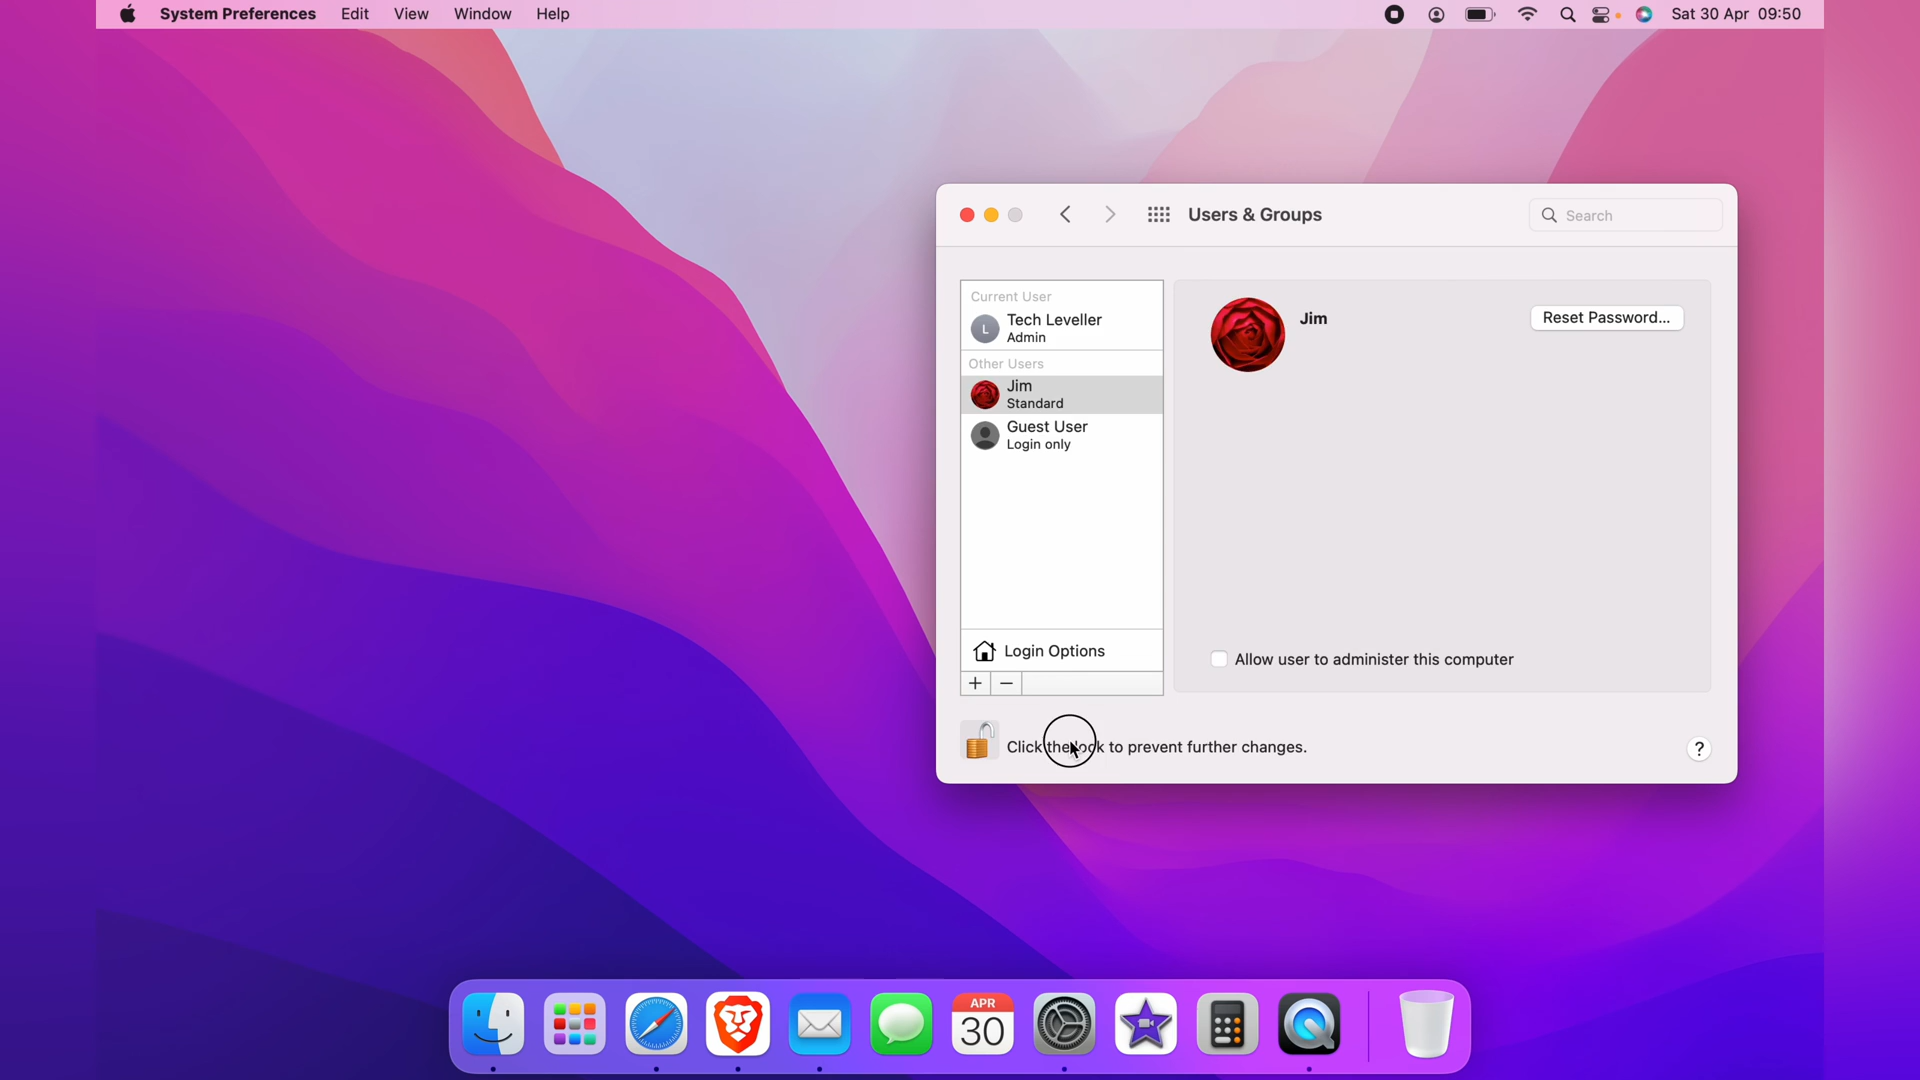 System Preferences Edit View Window Help
Sat 30 Apr 09:50
Users & Groups
Search
Current User
L
Tech Leveller
Admin
Other Users
Jim
Standard
Guest User
Login only
Login Options
+ −
Jim
Reset Password...
Allow user to administer this computer
Click the lock to prevent further changes.
?
APR
30